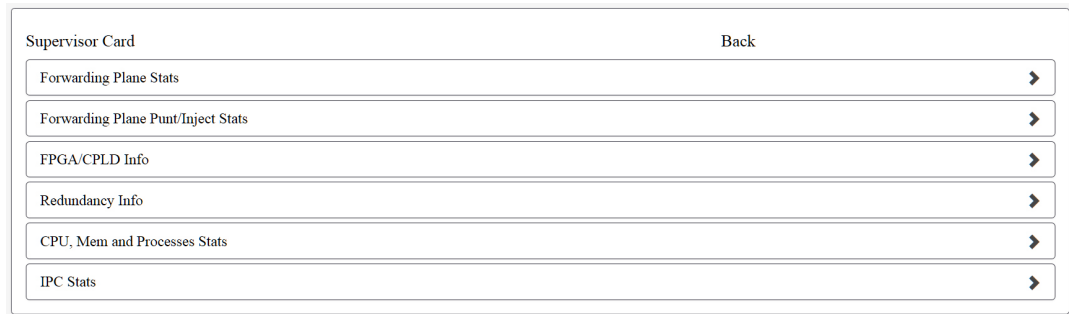 Supervisor Card Back
Forwarding Plane Stats
Forwarding Plane Punt/Inject Stats
FPGA/CPLD Info
Redundancy Info
CPU, Mem and Processes Stats
IPC Stats